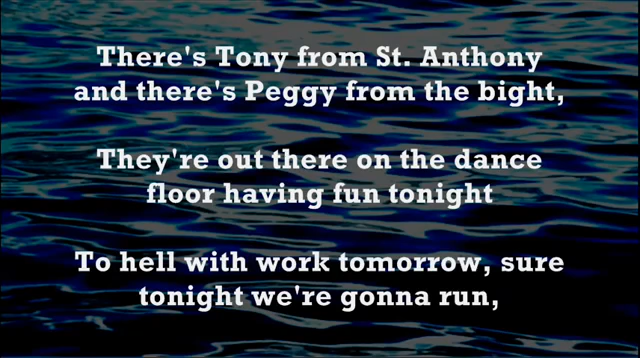 There's Tony from St. Anthony
and there's Peggy from the bight,
They're out there on the dance
floor having fun tonight
To hell with work tomorrow, sure
tonight we're gonna run,